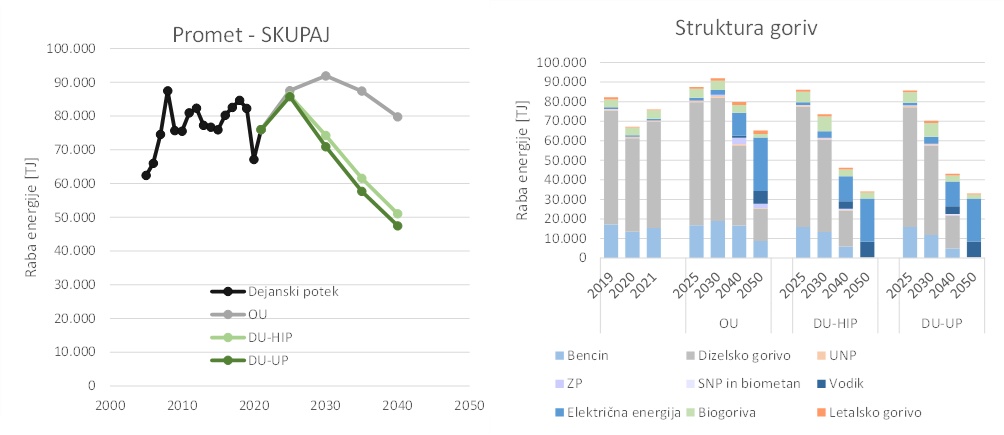 Promet - SKUPAJ
Raba energije [TJ]
100.000
90.000
80.000
70.000
60.000
50.000
40.000
30.000
20.000
10.000
0
2000 2010 2020 2030 2040 2050
Dejanski potek
OU
DU-HIP
DU-UP
Struktura goriv
Raba energije [TJ]
100.000
90.000
80.000
70.000
60.000
50.000
40.000
30.000
20.000
10.000
0
2019 2020 2021 2025 2030 2040 2050 2025 2030 2040 2050 2025 2030 2040 2050
OU DU-HIP DU-UP
Bencin Dizelsko gorivo UNP
ZP SNP in biometan Vodik
Električna energija Biogoriva Letalsko gorivo